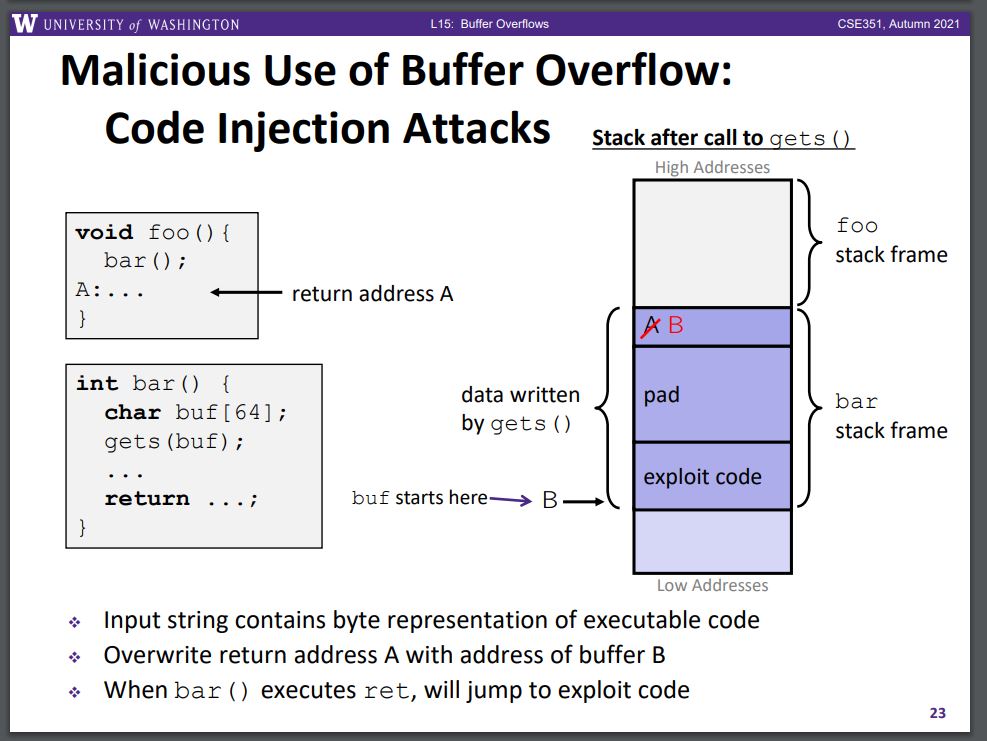 W UNIVERSITY of WASHINGTON
L15: Buffer Overflows
CSE351, Autumn 2021
Malicious Use of Buffer Overflow:
Code Injection Attacks
Stack after call to gets()
High Addresses
void foo(){
bar();
A:...
}
return address A
foo
stack frame
int bar() {
char buf[64];
gets(buf);
...
return ...;
}
A B
data written
by gets()
pad
bar
stack frame
exploit code
buf starts here
B
Low Addresses
Input string contains byte representation of executable code
Overwrite return address A with address of buffer B
When bar() executes ret, will jump to exploit code
23